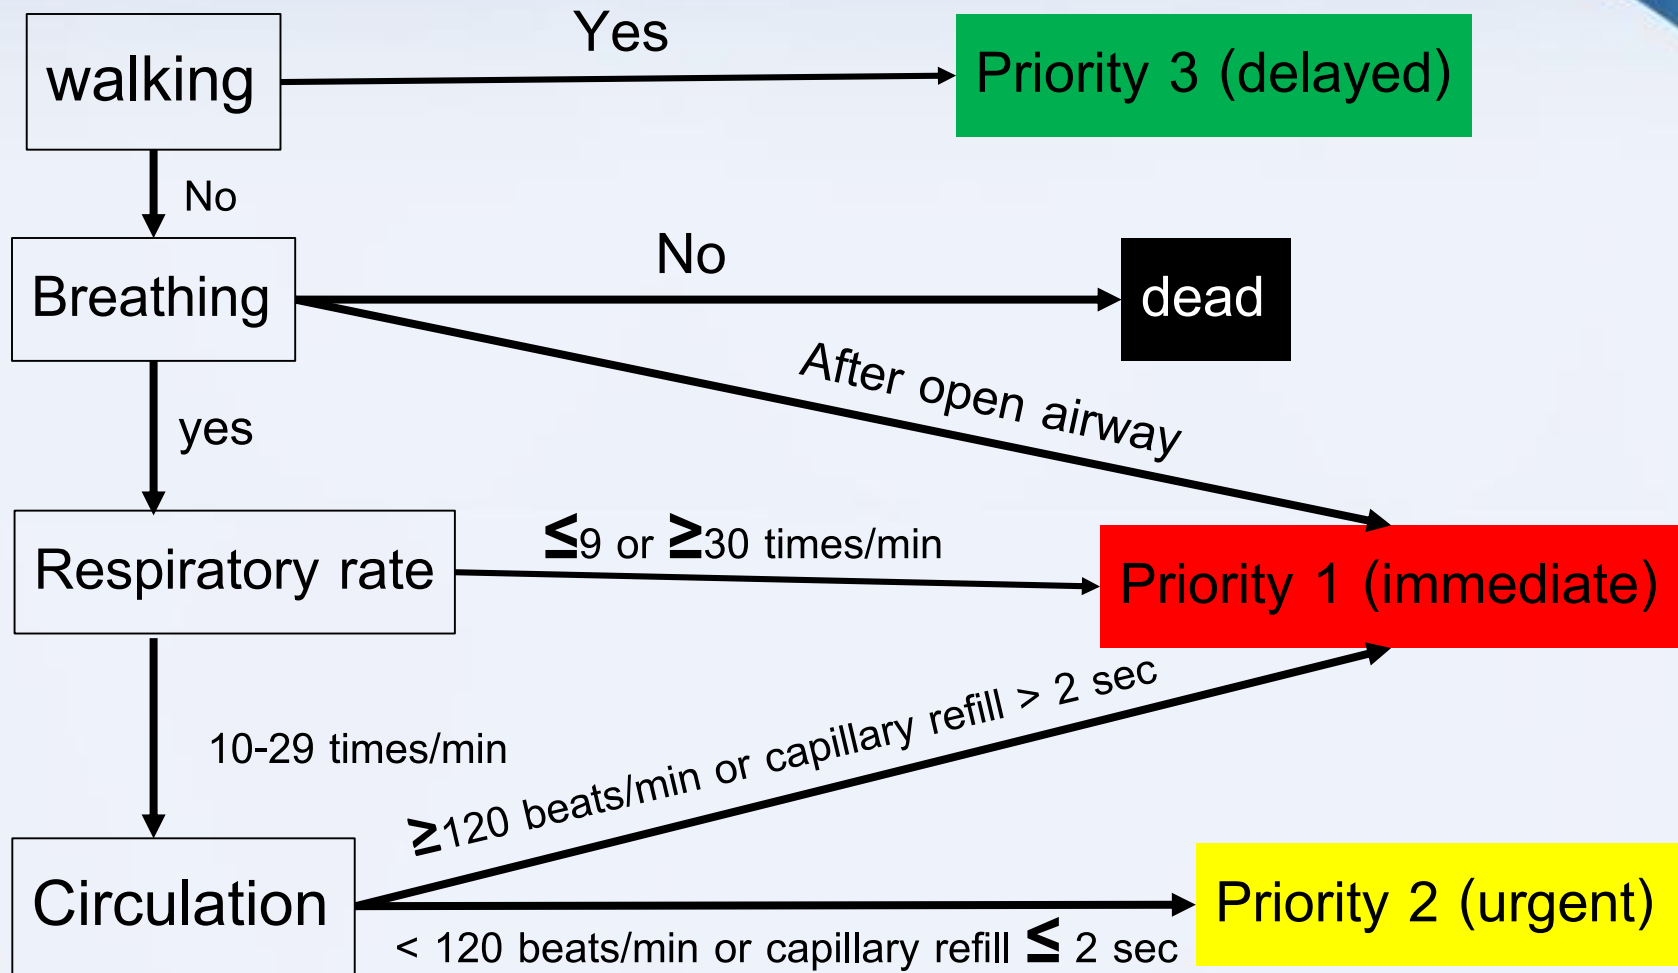 walking
Yes
Priority 3 (delayed)
No
Breathing
No
dead
After open airway
yes
Respiratory rate
≤9 or ≥30 times/min
Priority 1 (immediate)
10-29 times/min
≥120 beats/min or capillary refill > 2 sec
Circulation
< 120 beats/min or capillary refill ≤ 2 sec
Priority 2 (urgent)